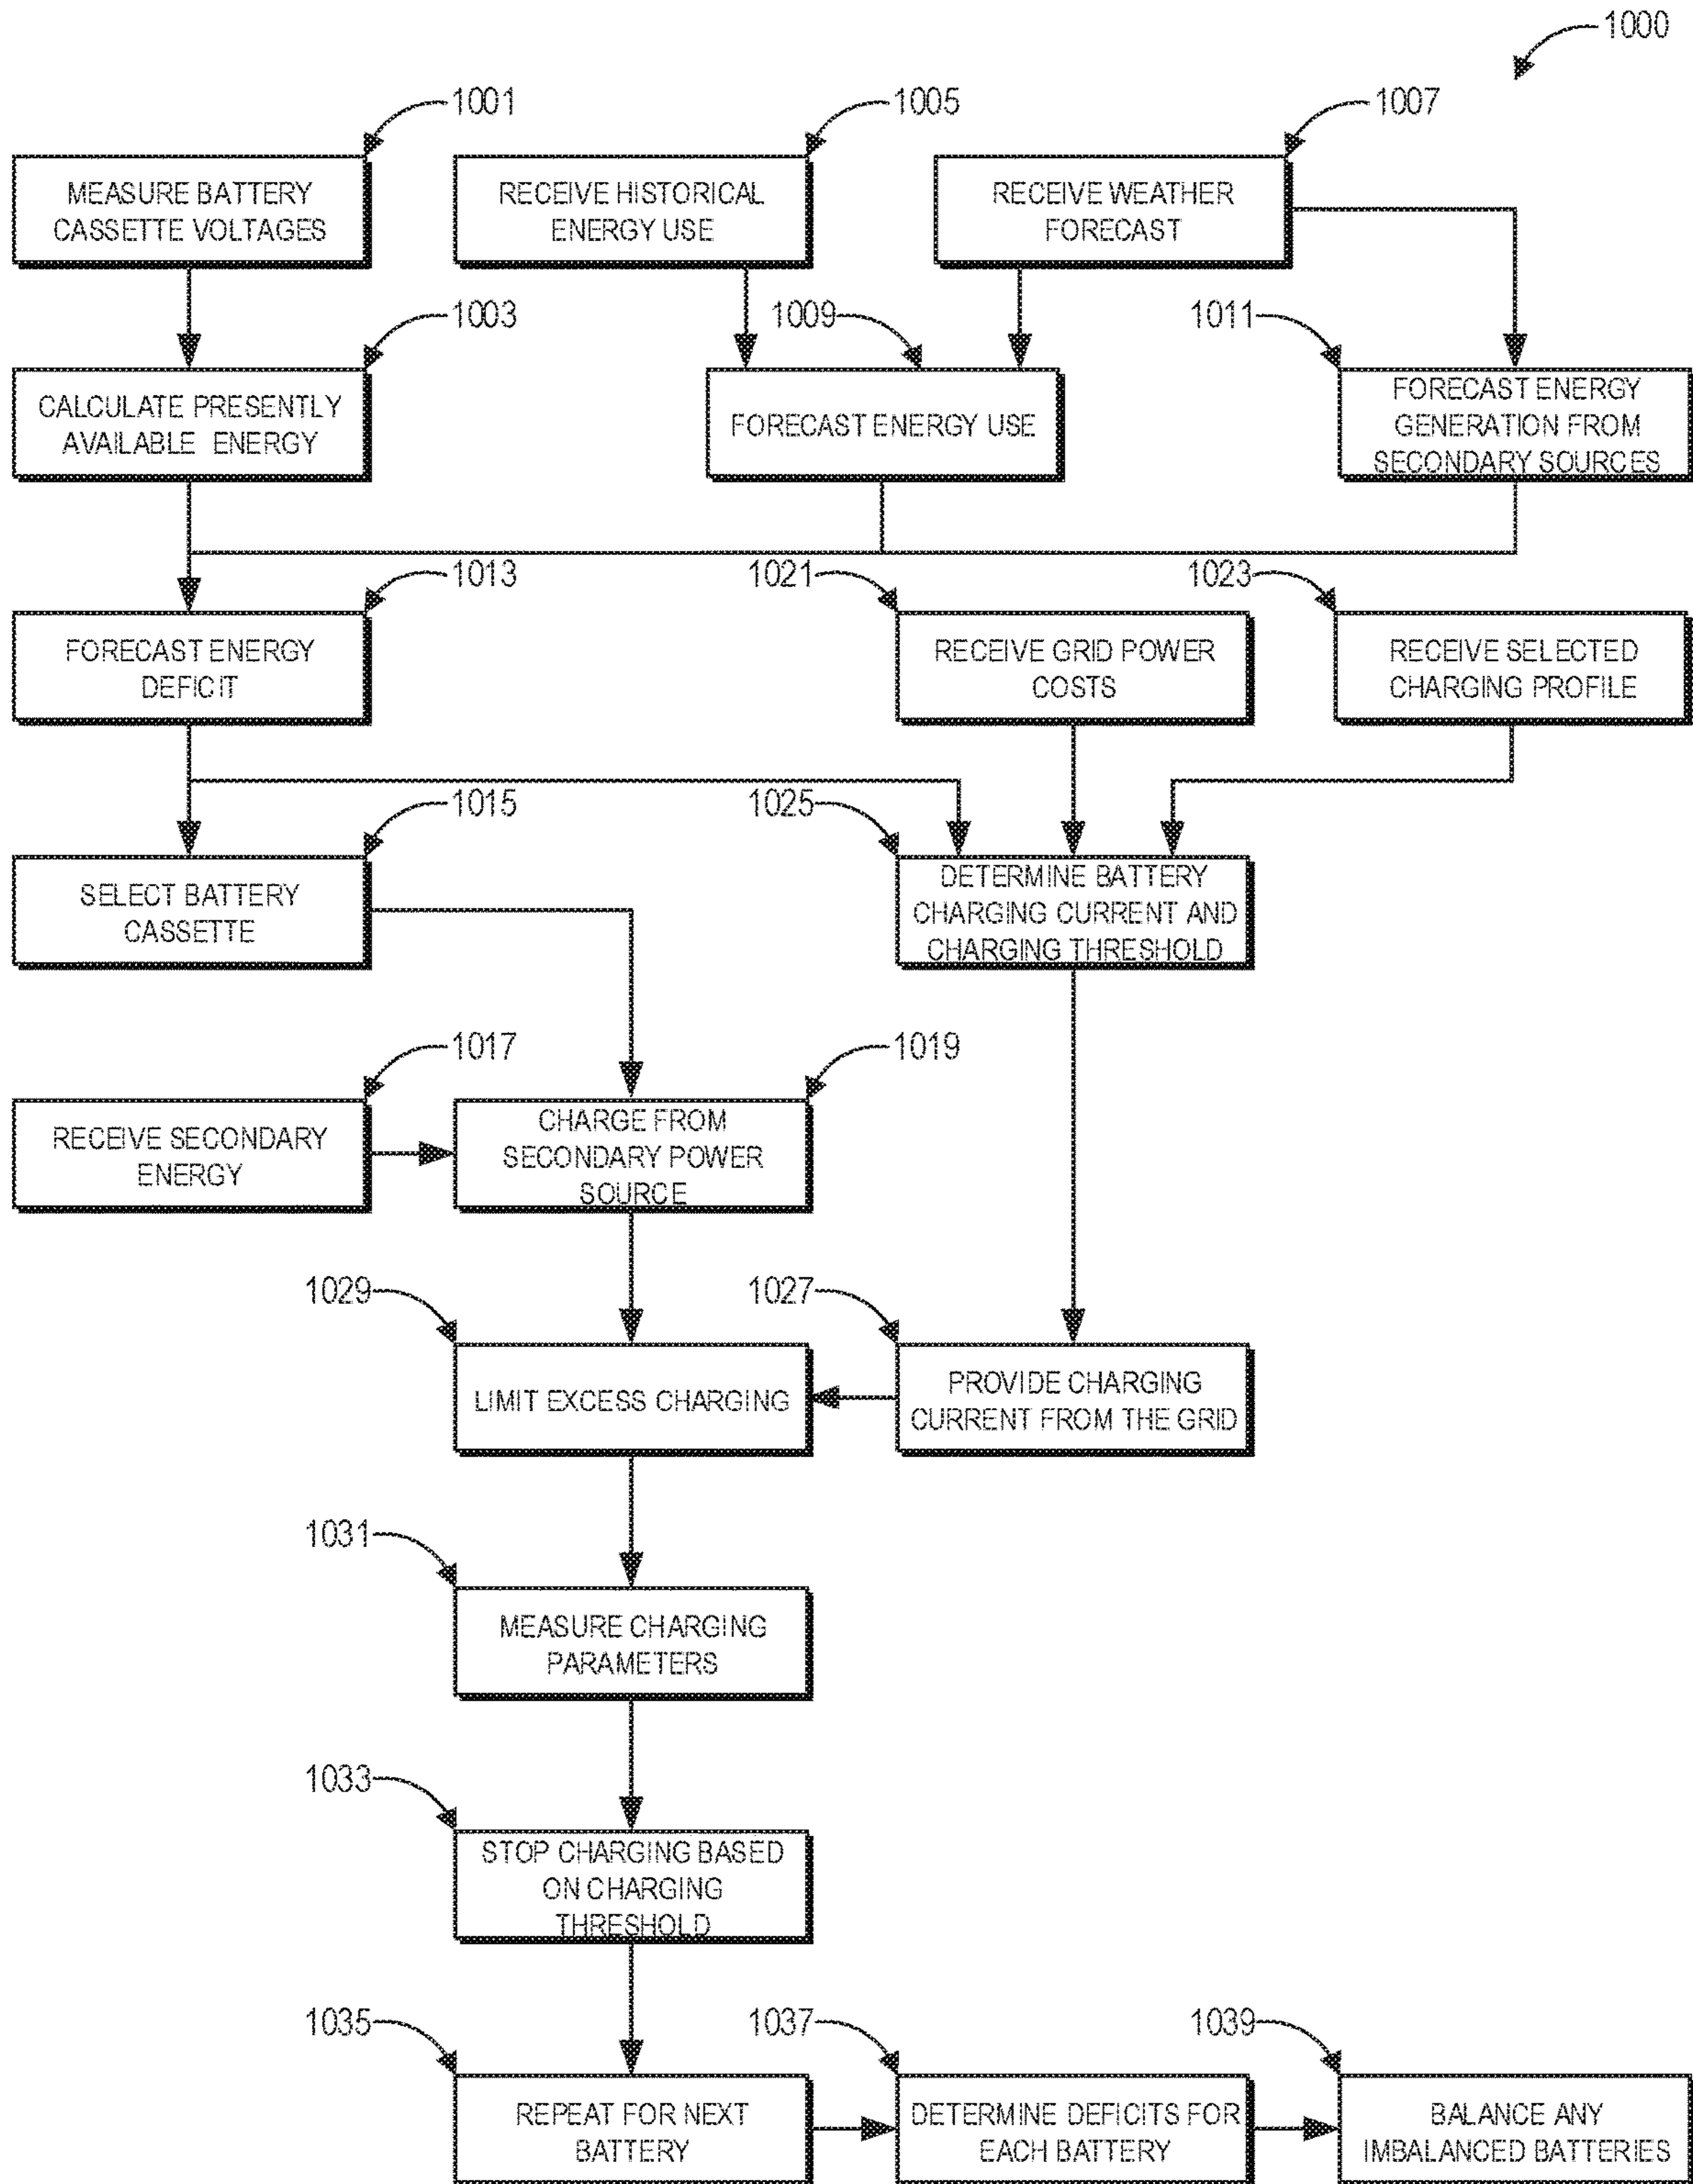 1000
1001
1005
1007
MEASURE BATTERY
CASSETTE VOLTAGES
RECEIVE HISTORICAL
ENERGY USE
RECEIVE WEATHER
FORECAST
1003
1009
1011
CALCULATE PRESENTLY
AVAILABLE ENERGY
FORECAST ENERGY USE
FORECAST ENERGY
GENERATION FROM
SECONDARY SOURCES
1013
1021
1023
FORECAST ENERGY
DEFICIT
RECEIVE GRID POWER
COSTS
RECEIVE SELECTED
CHARGING PROFILE
1015
1025
SELECT BATTERY
CASSETTE
DETERMINE BATTERY
CHARGING CURRENT AND
CHARGING THRESHOLD
1017
1019
RECEIVE SECONDARY
ENERGY
CHARGE FROM
SECONDARY POWER
SOURCE
1029
1027
LIMIT EXCESS CHARGING
PROVIDE CHARGING
CURRENT FROM THE GRID
1031
MEASURE CHARGING
PARAMETERS
1033
STOP CHARGING BASED
ON CHARGING
THRESHOLD
1035
1037
1039
REPEAT FOR NEXT
BATTERY
DETERMINE DEFICITS FOR
EACH BATTERY
BALANCE ANY
IMBALANCED BATTERIES